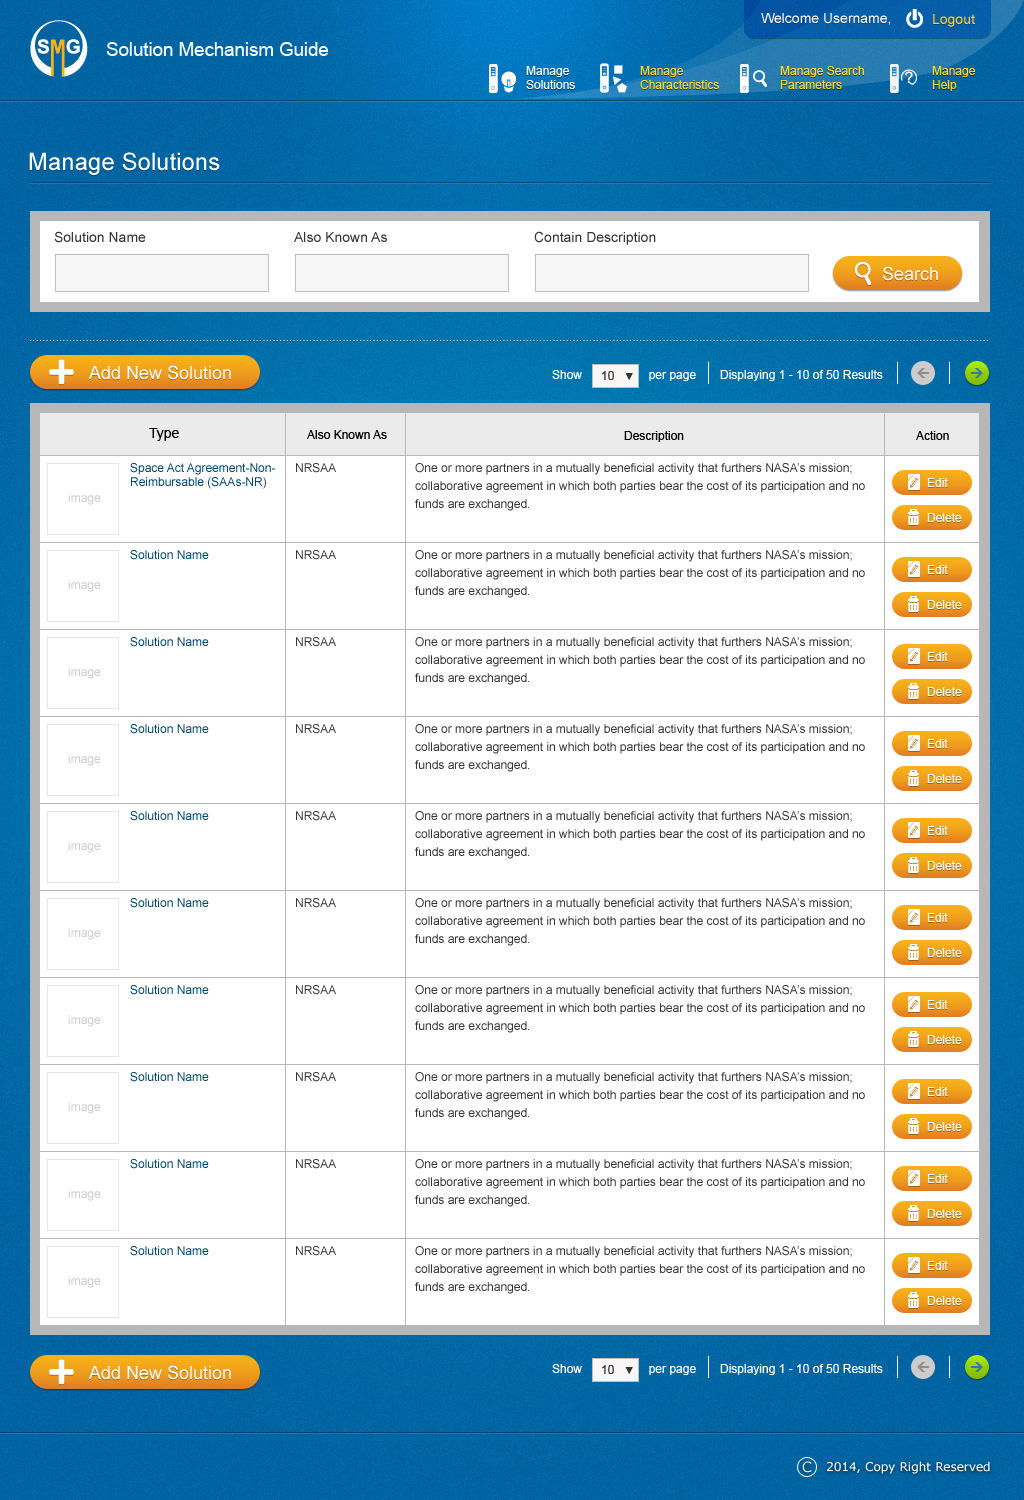 Welcome Username,
Logout
SMG
Solution Mechanism Guide
Manage
Solutions
Manage
Characteristics
Manage Search
Parameters
Manage
Help
Manage Solutions
Solution Name
Also Known As
Contain Description
Search
Add New Solution
Show 10 per page
Displaying 1 - 10 of 50 Results
Type
Also Known As
Description
Action
image
Space Act Agreement-Non-
Reimbursable (SAAs-NR)
NRSAA
One or more partners in a mutually beneficial activity that furthers NASA's mission;
collaborative agreement in which both parties bear the cost of its participation and no
funds are exchanged.
Edit
Delete
image
Solution Name
NRSAA
One or more partners in a mutually beneficial activity that furthers NASA's mission;
collaborative agreement in which both parties bear the cost of its participation and no
funds are exchanged.
Edit
Delete
image
Solution Name
NRSAA
One or more partners in a mutually beneficial activity that furthers NASA's mission;
collaborative agreement in which both parties bear the cost of its participation and no
funds are exchanged.
Edit
Delete
image
Solution Name
NRSAA
One or more partners in a mutually beneficial activity that furthers NASA's mission;
collaborative agreement in which both parties bear the cost of its participation and no
funds are exchanged.
Edit
Delete
image
Solution Name
NRSAA
One or more partners in a mutually beneficial activity that furthers NASA's mission;
collaborative agreement in which both parties bear the cost of its participation and no
funds are exchanged.
Edit
Delete
image
Solution Name
NRSAA
One or more partners in a mutually beneficial activity that furthers NASA's mission;
collaborative agreement in which both parties bear the cost of its participation and no
funds are exchanged.
Edit
Delete
image
Solution Name
NRSAA
One or more partners in a mutually beneficial activity that furthers NASA's mission;
collaborative agreement in which both parties bear the cost of its participation and no
funds are exchanged.
Edit
Delete
image
Solution Name
NRSAA
One or more partners in a mutually beneficial activity that furthers NASA's mission;
collaborative agreement in which both parties bear the cost of its participation and no
funds are exchanged.
Edit
Delete
image
Solution Name
NRSAA
One or more partners in a mutually beneficial activity that furthers NASA's mission;
collaborative agreement in which both parties bear the cost of its participation and no
funds are exchanged.
Edit
Delete
image
Solution Name
NRSAA
One or more partners in a mutually beneficial activity that furthers NASA's mission;
collaborative agreement in which both parties bear the cost of its participation and no
funds are exchanged.
Edit
Delete
Add New Solution
Show 10 per page
Displaying 1 - 10 of 50 Results
© 2014, Copy Right Reserved